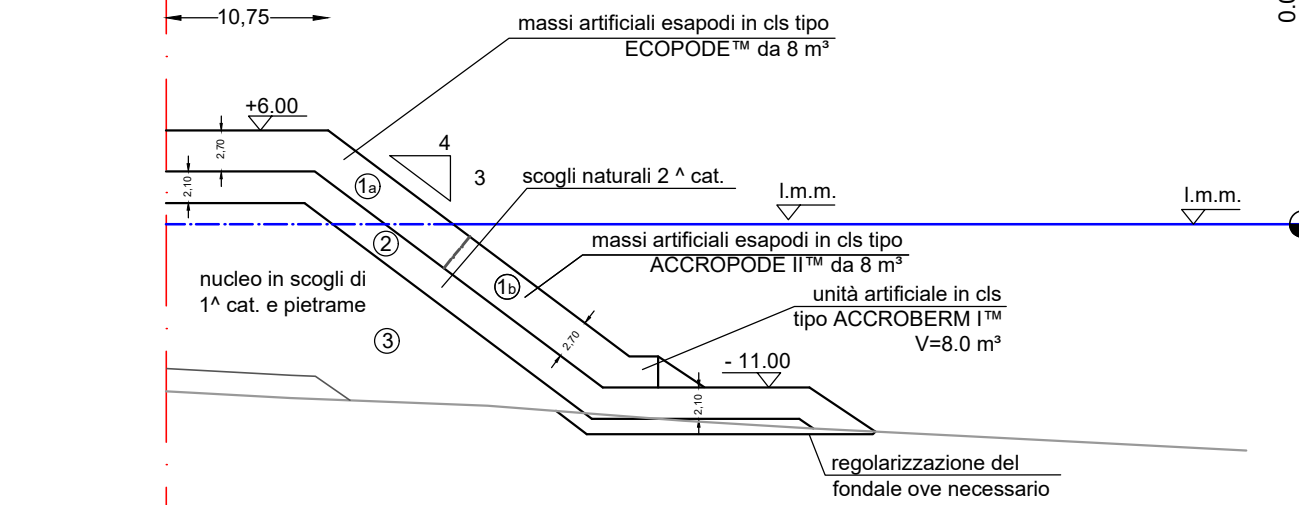 10,75
massi artificiali esapodi in cls tipo
ECOPODE™ da 8 m³
+6.00
2,70
2,10
4
3
1a
scogli naturali 2 ^ cat.
l.m.m.
l.m.m.
2
massi artificiali esapodi in cls tipo
ACCROPODE II™ da 8 m³
nucleo in scogli di
1^ cat. e pietrame
1b
unità artificiale in cls
tipo ACCROBERM I™
V=8.0 m³
3
2,70
- 11.00
2,10
regolarizzazione del
fondale ove necessario